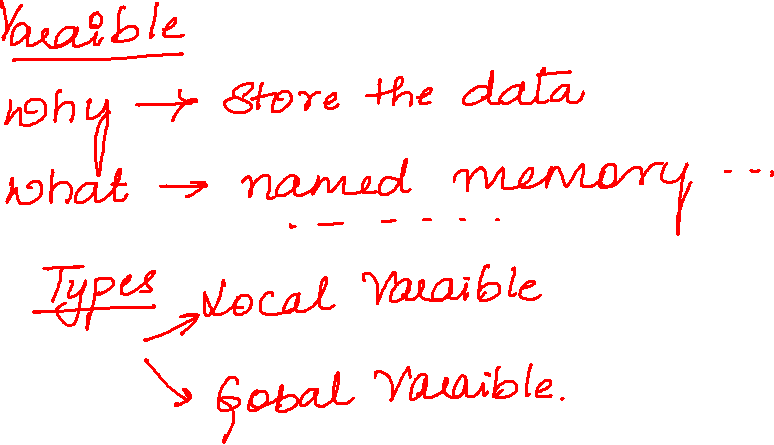 Varaible
Why → Store the data
What → named memory ...
Types
Local Varaible
Gobal Varaible.